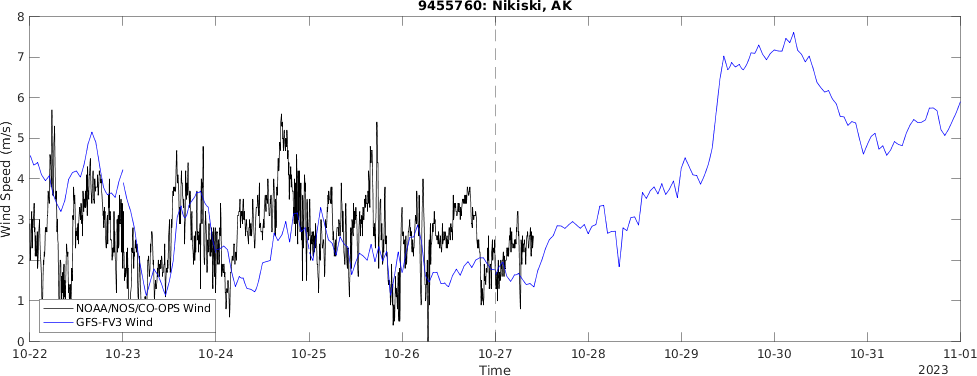 9455760: Nikiski, AK
8
7
6
5
4
3
2
1
0
Wind Speed (m/s)
NOAA/NOS/CO-OPS Wind
GFS-FV3 Wind
10-22 10-23 10-24 10-25 10-26 10-27 10-28 10-29 10-30 10-31 11-01
Time
2023